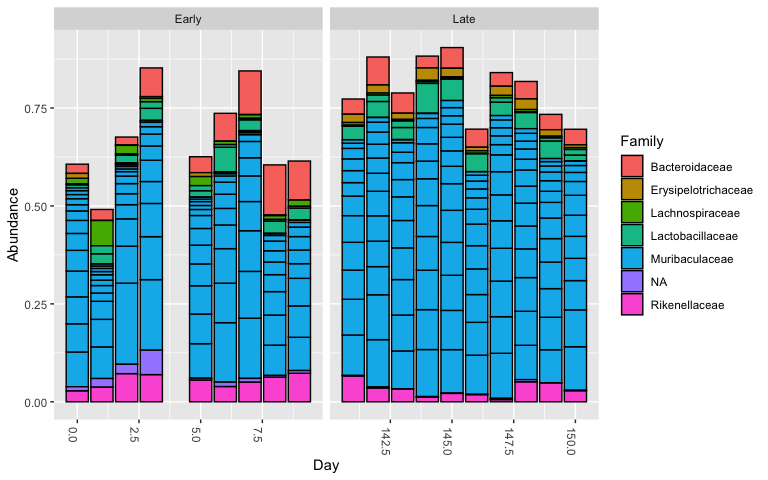 Early
Late
Abundance
0.75
0.50
0.25
0.00
0.0
2.5
5.0
7.5
142.5
145.0
147.5
150.0
Day
Family
Bacteroidaceae
Erysipelotrichaceae
Lachnospiraceae
Lactobacillaceae
Muribaculaceae
NA
Rikenellaceae